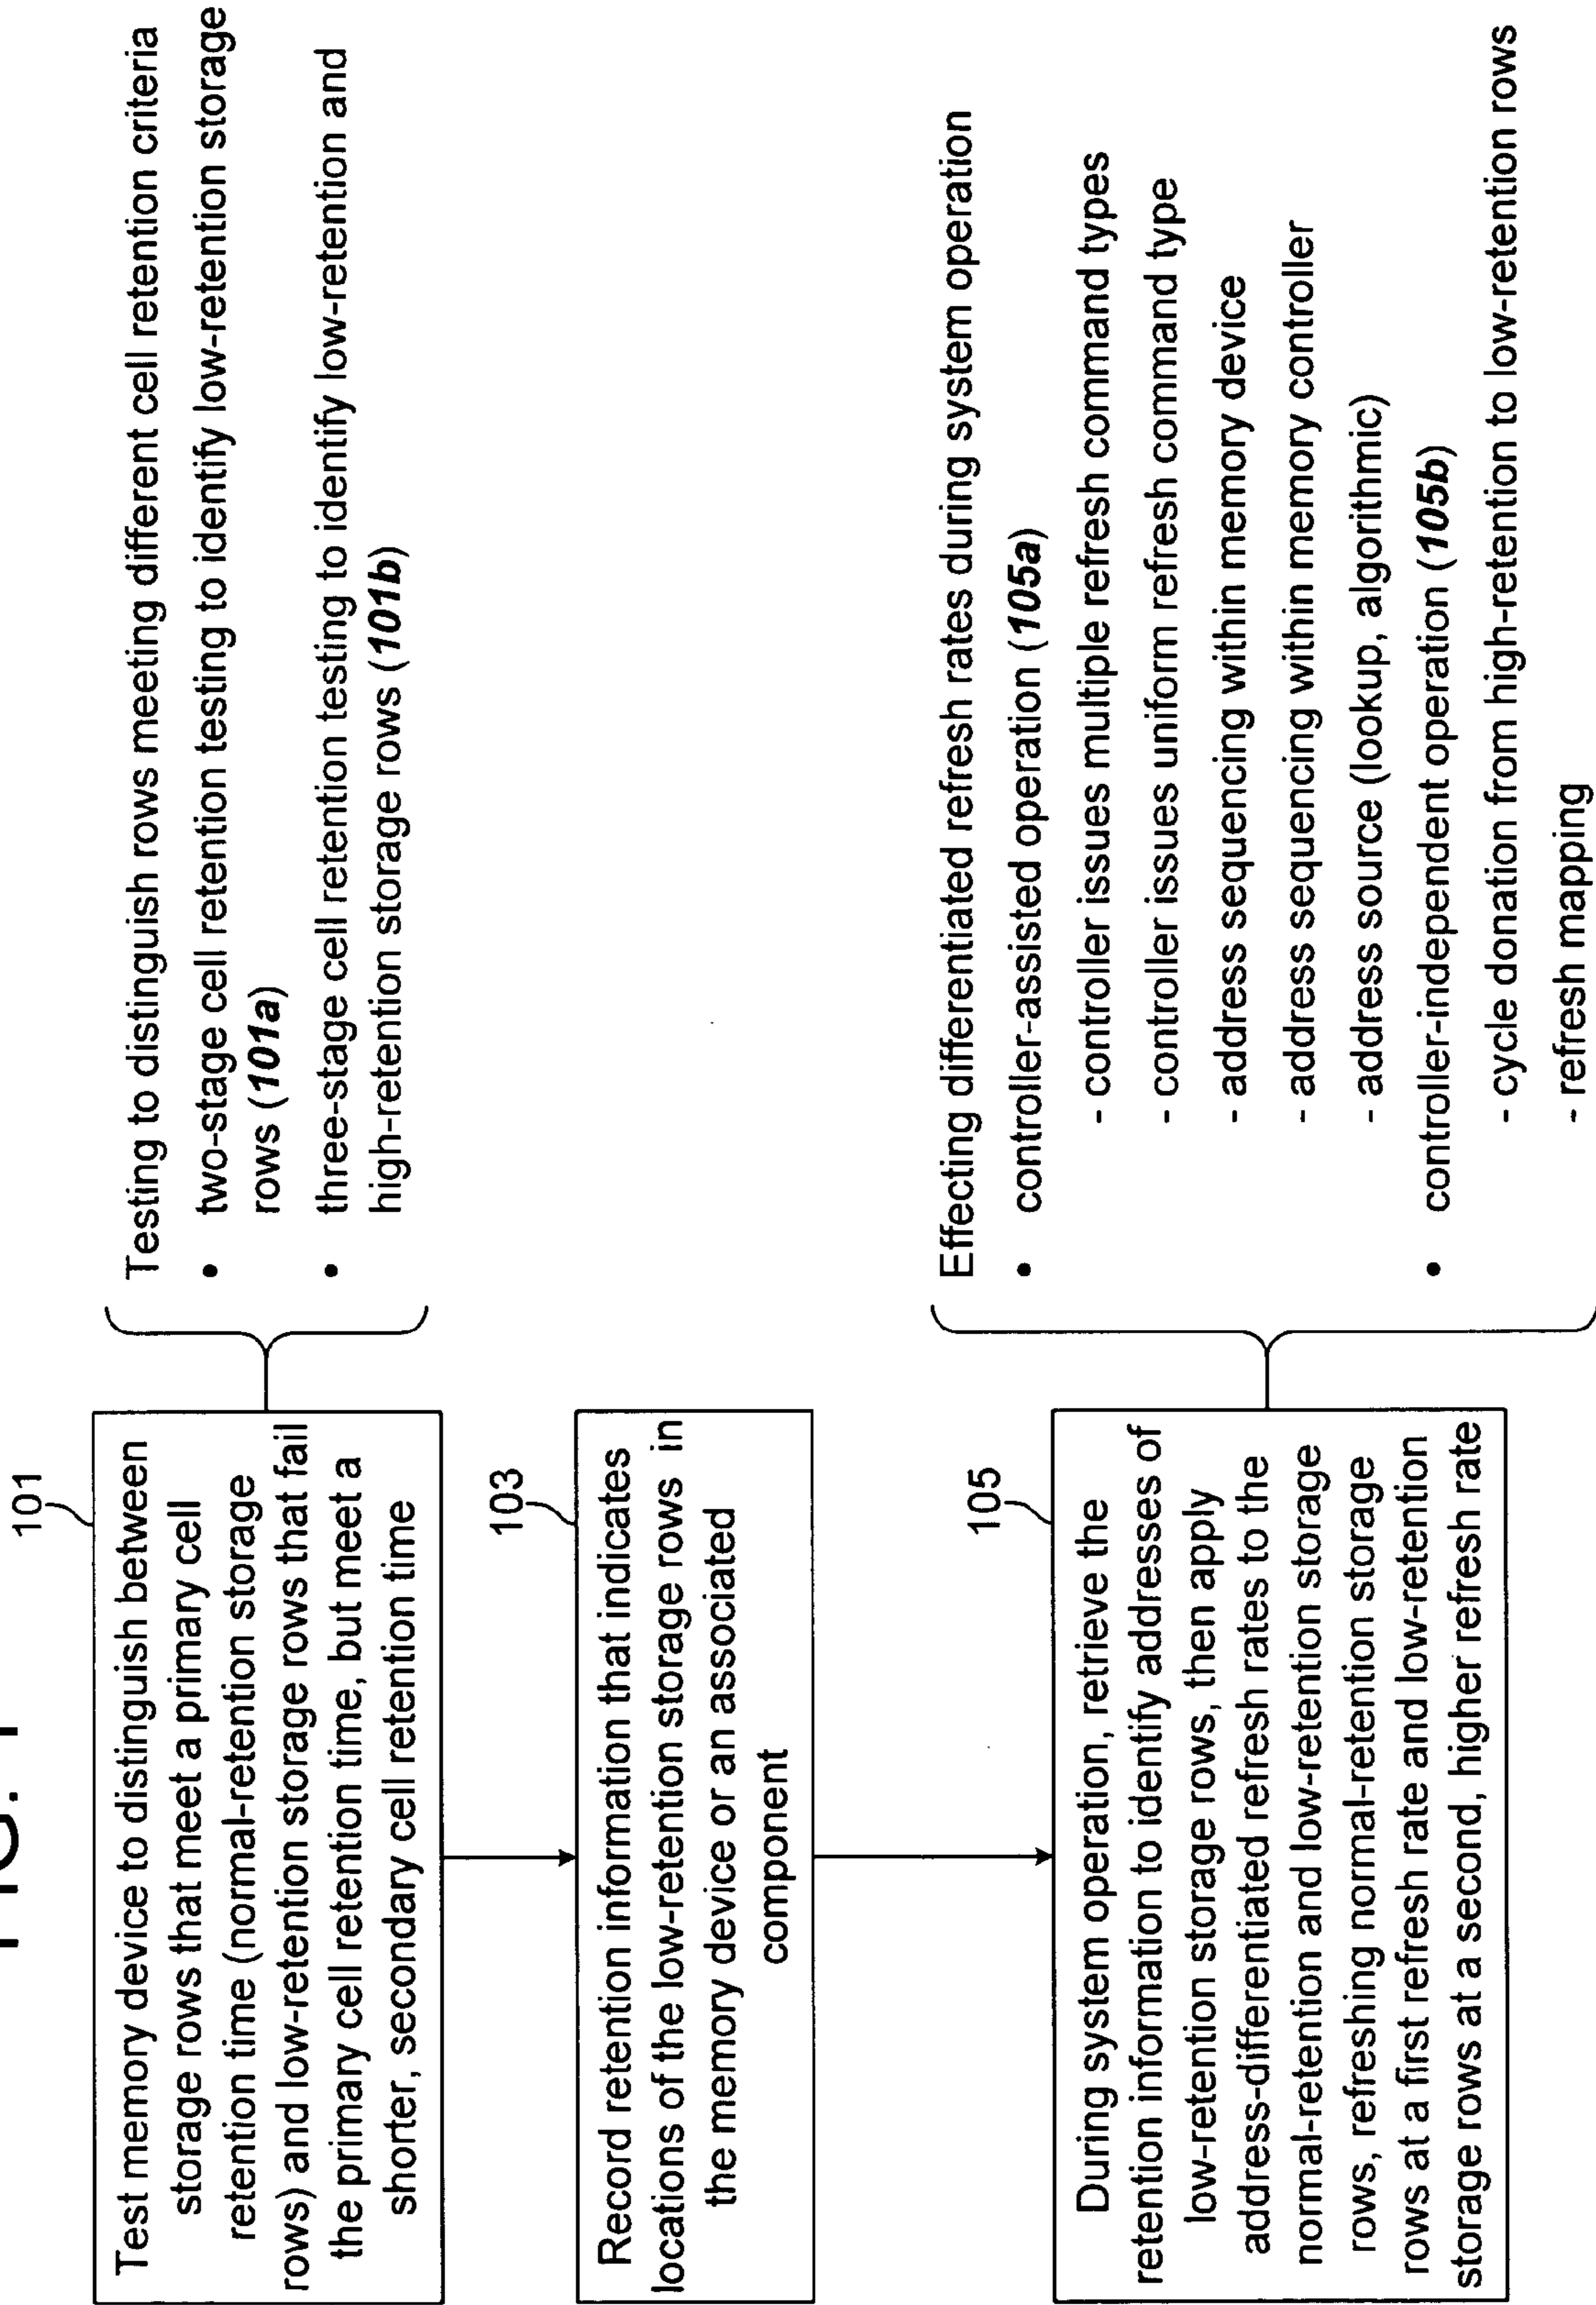 FIG. 1
101
Test memory device to distinguish between
storage rows that meet a primary cell
retention time (normal-retention storage
rows) and low-retention storage rows that fail
the primary cell retention time, but meet a
shorter, secondary cell retention time
Testing to distinguish rows meeting different cell retention criteria
• two-stage cell retention testing to identify low-retention storage
rows (101a)
• three-stage cell retention testing to identify low-retention and
high-retention storage rows (101b)
103
Record retention information that indicates
locations of the low-retention storage rows in
the memory device or an associated
component
105
During system operation, retrieve the
retention information to identify addresses of
low-retention storage rows, then apply
address-differentiated refresh rates to the
normal-retention and low-retention storage
rows, refreshing normal-retention storage
rows at a first refresh rate and low-retention
storage rows at a second, higher refresh rate
Effecting differentiated refresh rates during system operation
• controller-assisted operation (105a)
- controller issues multiple refresh command types
- controller issues uniform refresh command type
- address sequencing within memory device
- address sequencing within memory controller
- address source (lookup, algorithmic)
• controller-independent operation (105b)
- cycle donation from high-retention to low-retention rows
- refresh mapping